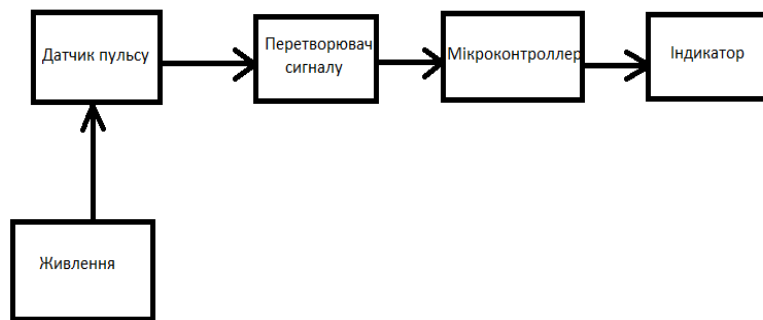 Датчик пульсу
Перетворювач
сигналу
Мікроконтроллер
Індикатор
Живлення